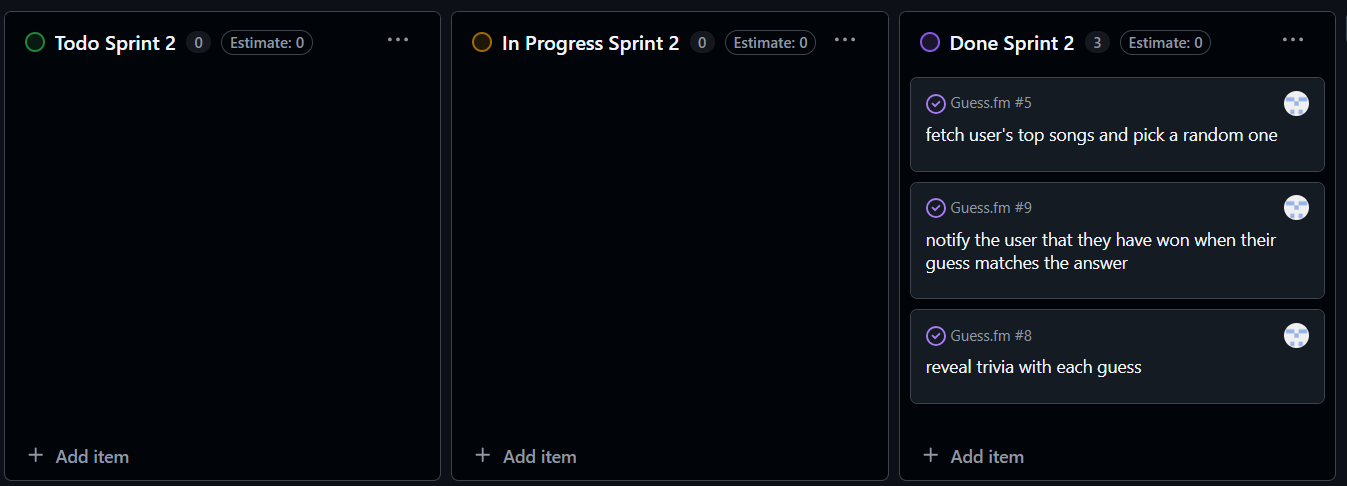 Todo Sprint 2 0 Estimate: 0
In Progress Sprint 2 0 Estimate: 0
Done Sprint 2 3 Estimate: 0
Guess.fm #5
fetch user's top songs and pick a random one
Guess.fm #9
notify the user that they have won when their
guess matches the answer
Guess.fm #8
reveal trivia with each guess
+ Add item
+ Add item
+ Add item